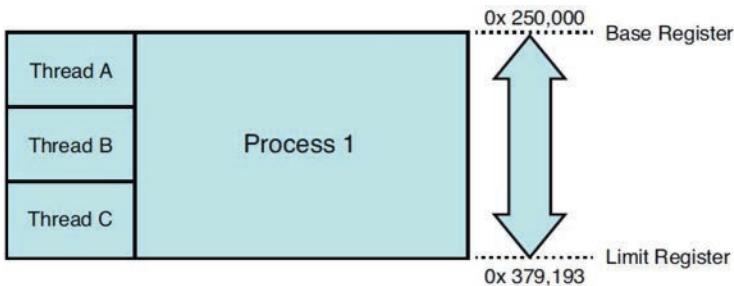 0x 250,000
Base Register
Thread A
Thread B
Process 1
Thread C
Limit Register
0x 379,193